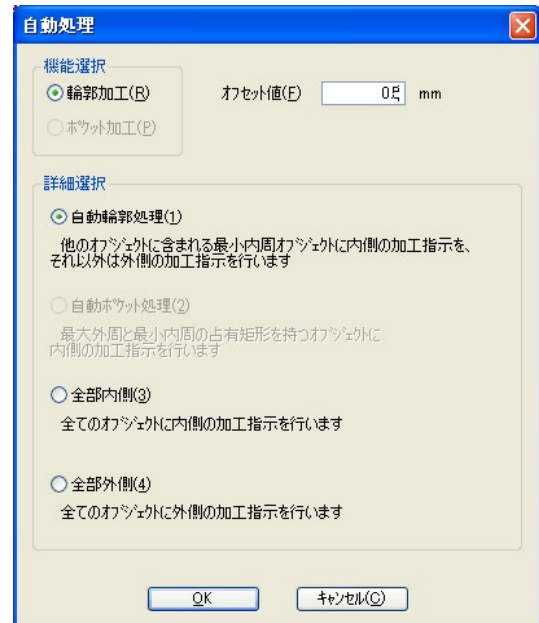 自動処理
機能選択
輪郭加工(R)
オフセット値(F)
mm
ポケット加工(P)
詳細選択
自動輪郭処理(1)
他のオブジェクトに含まれる最小内周オブジェクトに内側の加工指示を、
それ以外は外側の加工指示を行います
自動ポケット処理(2)
最大外周と最小内周の占有矩形を持つオブジェクトに
内側の加工指示を行います
全部内側(3)
全てのオブジェクトに内側の加工指示を行います
全部外側(4)
全てのオブジェクトに外側の加工指示を行います
OK
キャンセル(C)